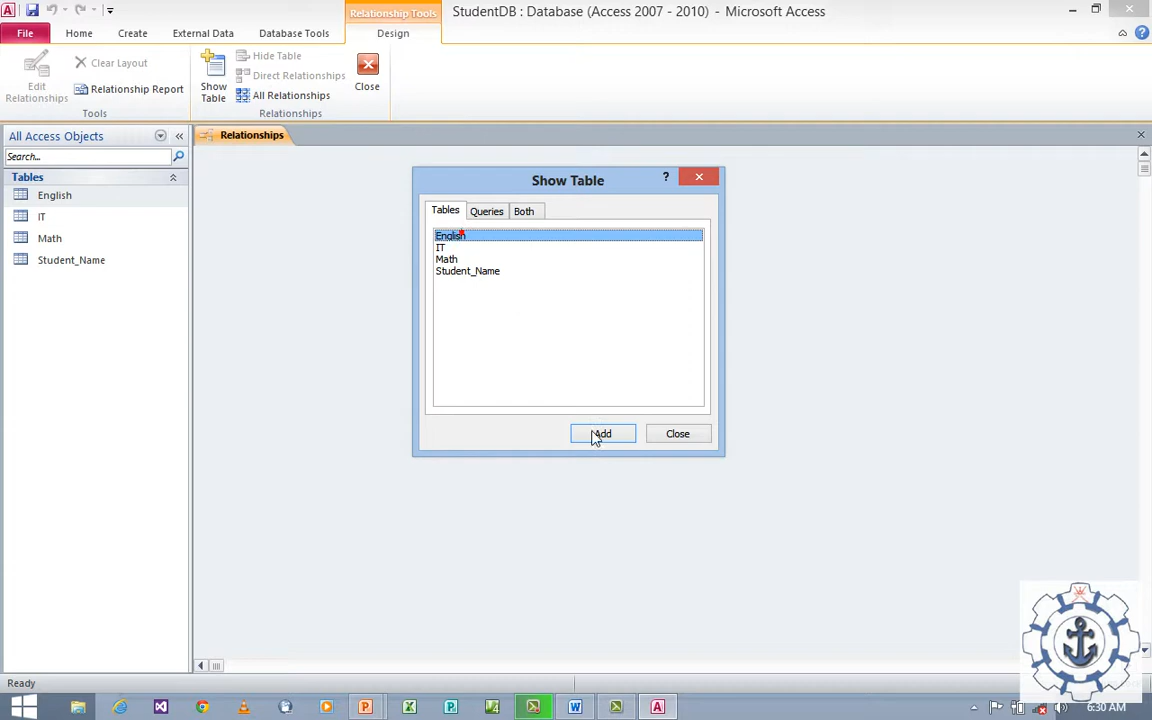 Relationship Tools
StudentDB : Database (Access 2007 - 2010) - Microsoft Access
File
Home
Create
External Data
Database Tools
Design
Edit
Relationships
Clear Layout
Relationship Report
Tools
Show
Table
Hide Table
Direct Relationships
All Relationships
Relationships
Close
All Access Objects
Search...
Tables
English
IT
Math
Student_Name
Relationships
Show Table
?
Tables
Queries
Both
English
IT
Math
Student_Name
Add
Close
Ready
6:30 AM